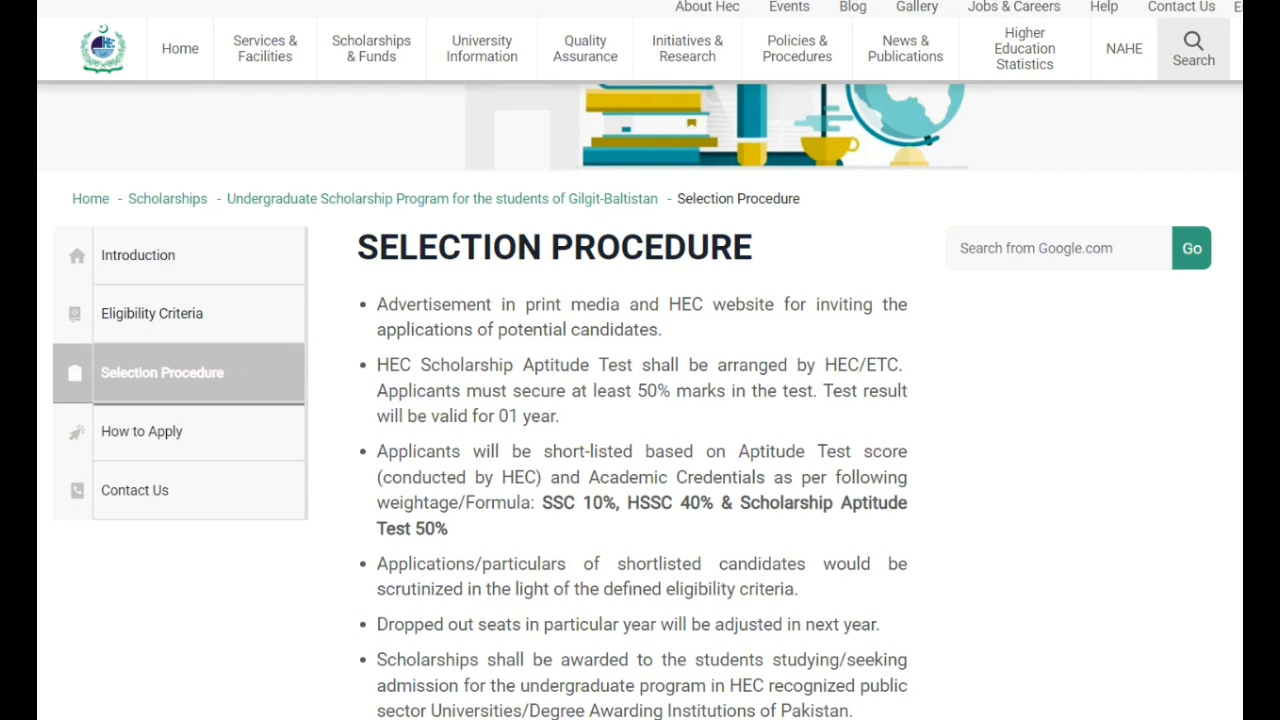 About Hec Events Blog Gallery Jobs & Careers Help Contact Us E
HEC
Home
Services &
Facilities
Scholarships
& Funds
University
Information
Quality
Assurance
Initiatives &
Research
Policies &
Procedures
News &
Publications
Higher
Education
Statistics
NAHE
Search
Home - Scholarships - Undergraduate Scholarship Program for the students of Gilgit-Baltistan - Selection Procedure
Introduction
Eligibility Criteria
Selection Procedure
How to Apply
Contact Us
SELECTION PROCEDURE
Search from Google.com Go
• Advertisement in print media and HEC website for inviting the
applications of potential candidates.
• HEC Scholarship Aptitude Test shall be arranged by HEC/ETC.
Applicants must secure at least 50% marks in the test. Test result
will be valid for 01 year.
• Applicants will be short-listed based on Aptitude Test score
(conducted by HEC) and Academic Credentials as per following
weightage/Formula: SSC 10%, HSSC 40% & Scholarship Aptitude
Test 50%
• Applications/particulars of shortlisted candidates would be
scrutinized in the light of the defined eligibility criteria.
• Dropped out seats in particular year will be adjusted in next year.
• Scholarships shall be awarded to the students studying/seeking
admission for the undergraduate program in HEC recognized public
sector Universities/Degree Awarding Institutions of Pakistan.